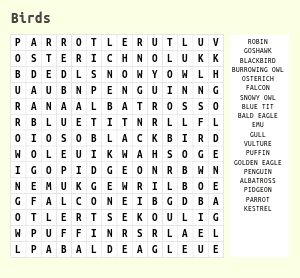 Birds
P A R R O T L E R U T L U V
O S T E R I C H N O L U K K
B D E D L S N O W Y O W L H
U A U B N P E N G U I N N G
R A N A A L B A T R O S S O
R B L U E T I T N R L L F L
O I O S O B L A C K B I R D
W O L E U I K W A H S O G E
I G O P I D G E O N R B W N
N E M U K G E W R I L B O E
G F A L C O N E I B G D B A
O T L E R T S E K O U L I G
W P U F F I N R S R L A E L
L P A B A L D E A G L E U E
ROBIN
GOSHAWK
BLACKBIRD
BURROWING OWL
OSTERICH
FALCON
SNOWY OWL
BLUE TIT
BALD EAGLE
EMU
GULL
VULTURE
PUFFIN
GOLDEN EAGLE
PENGUIN
ALBATROSS
PIDGEON
PARROT
KESTREL